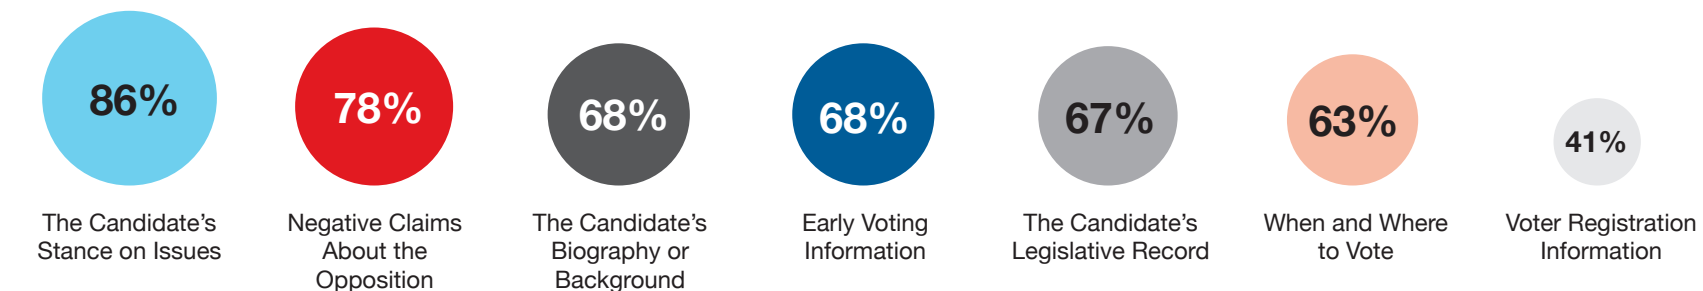 86%
78%
68%
68%
67%
63%
41%
The Candidate’s
Stance on Issues
Negative Claims
About the
Opposition
The Candidate’s
Biography or
Background
Early Voting
Information
The Candidate’s
Legislative Record
When and Where
to Vote
Voter Registration
Information